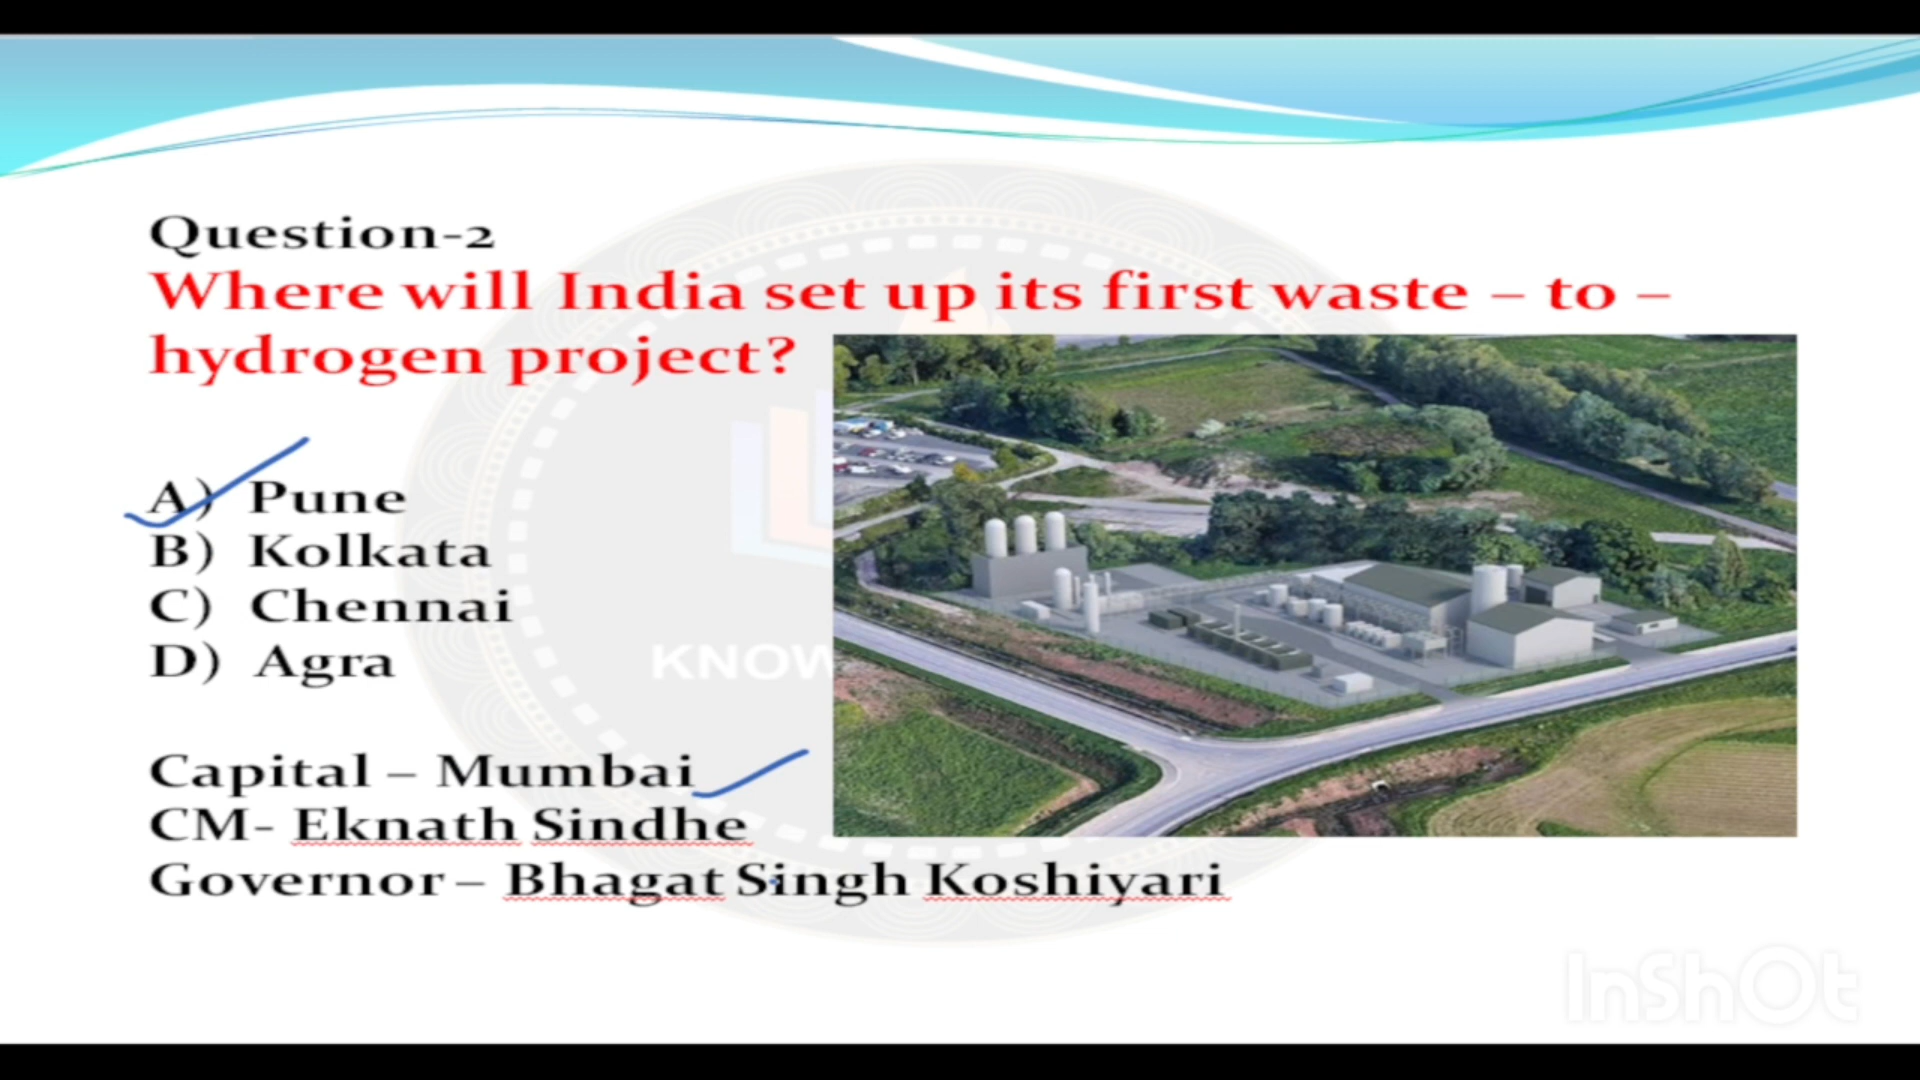 Question-2
Where will India set up its first waste – to –
hydrogen project?
A) Pune
B) Kolkata
C) Chennai
D) Agra
KNOW
Capital – Mumbai
CM- Eknath Sindhe
Governor – Bhagat Singh Koshiyari
InShOt